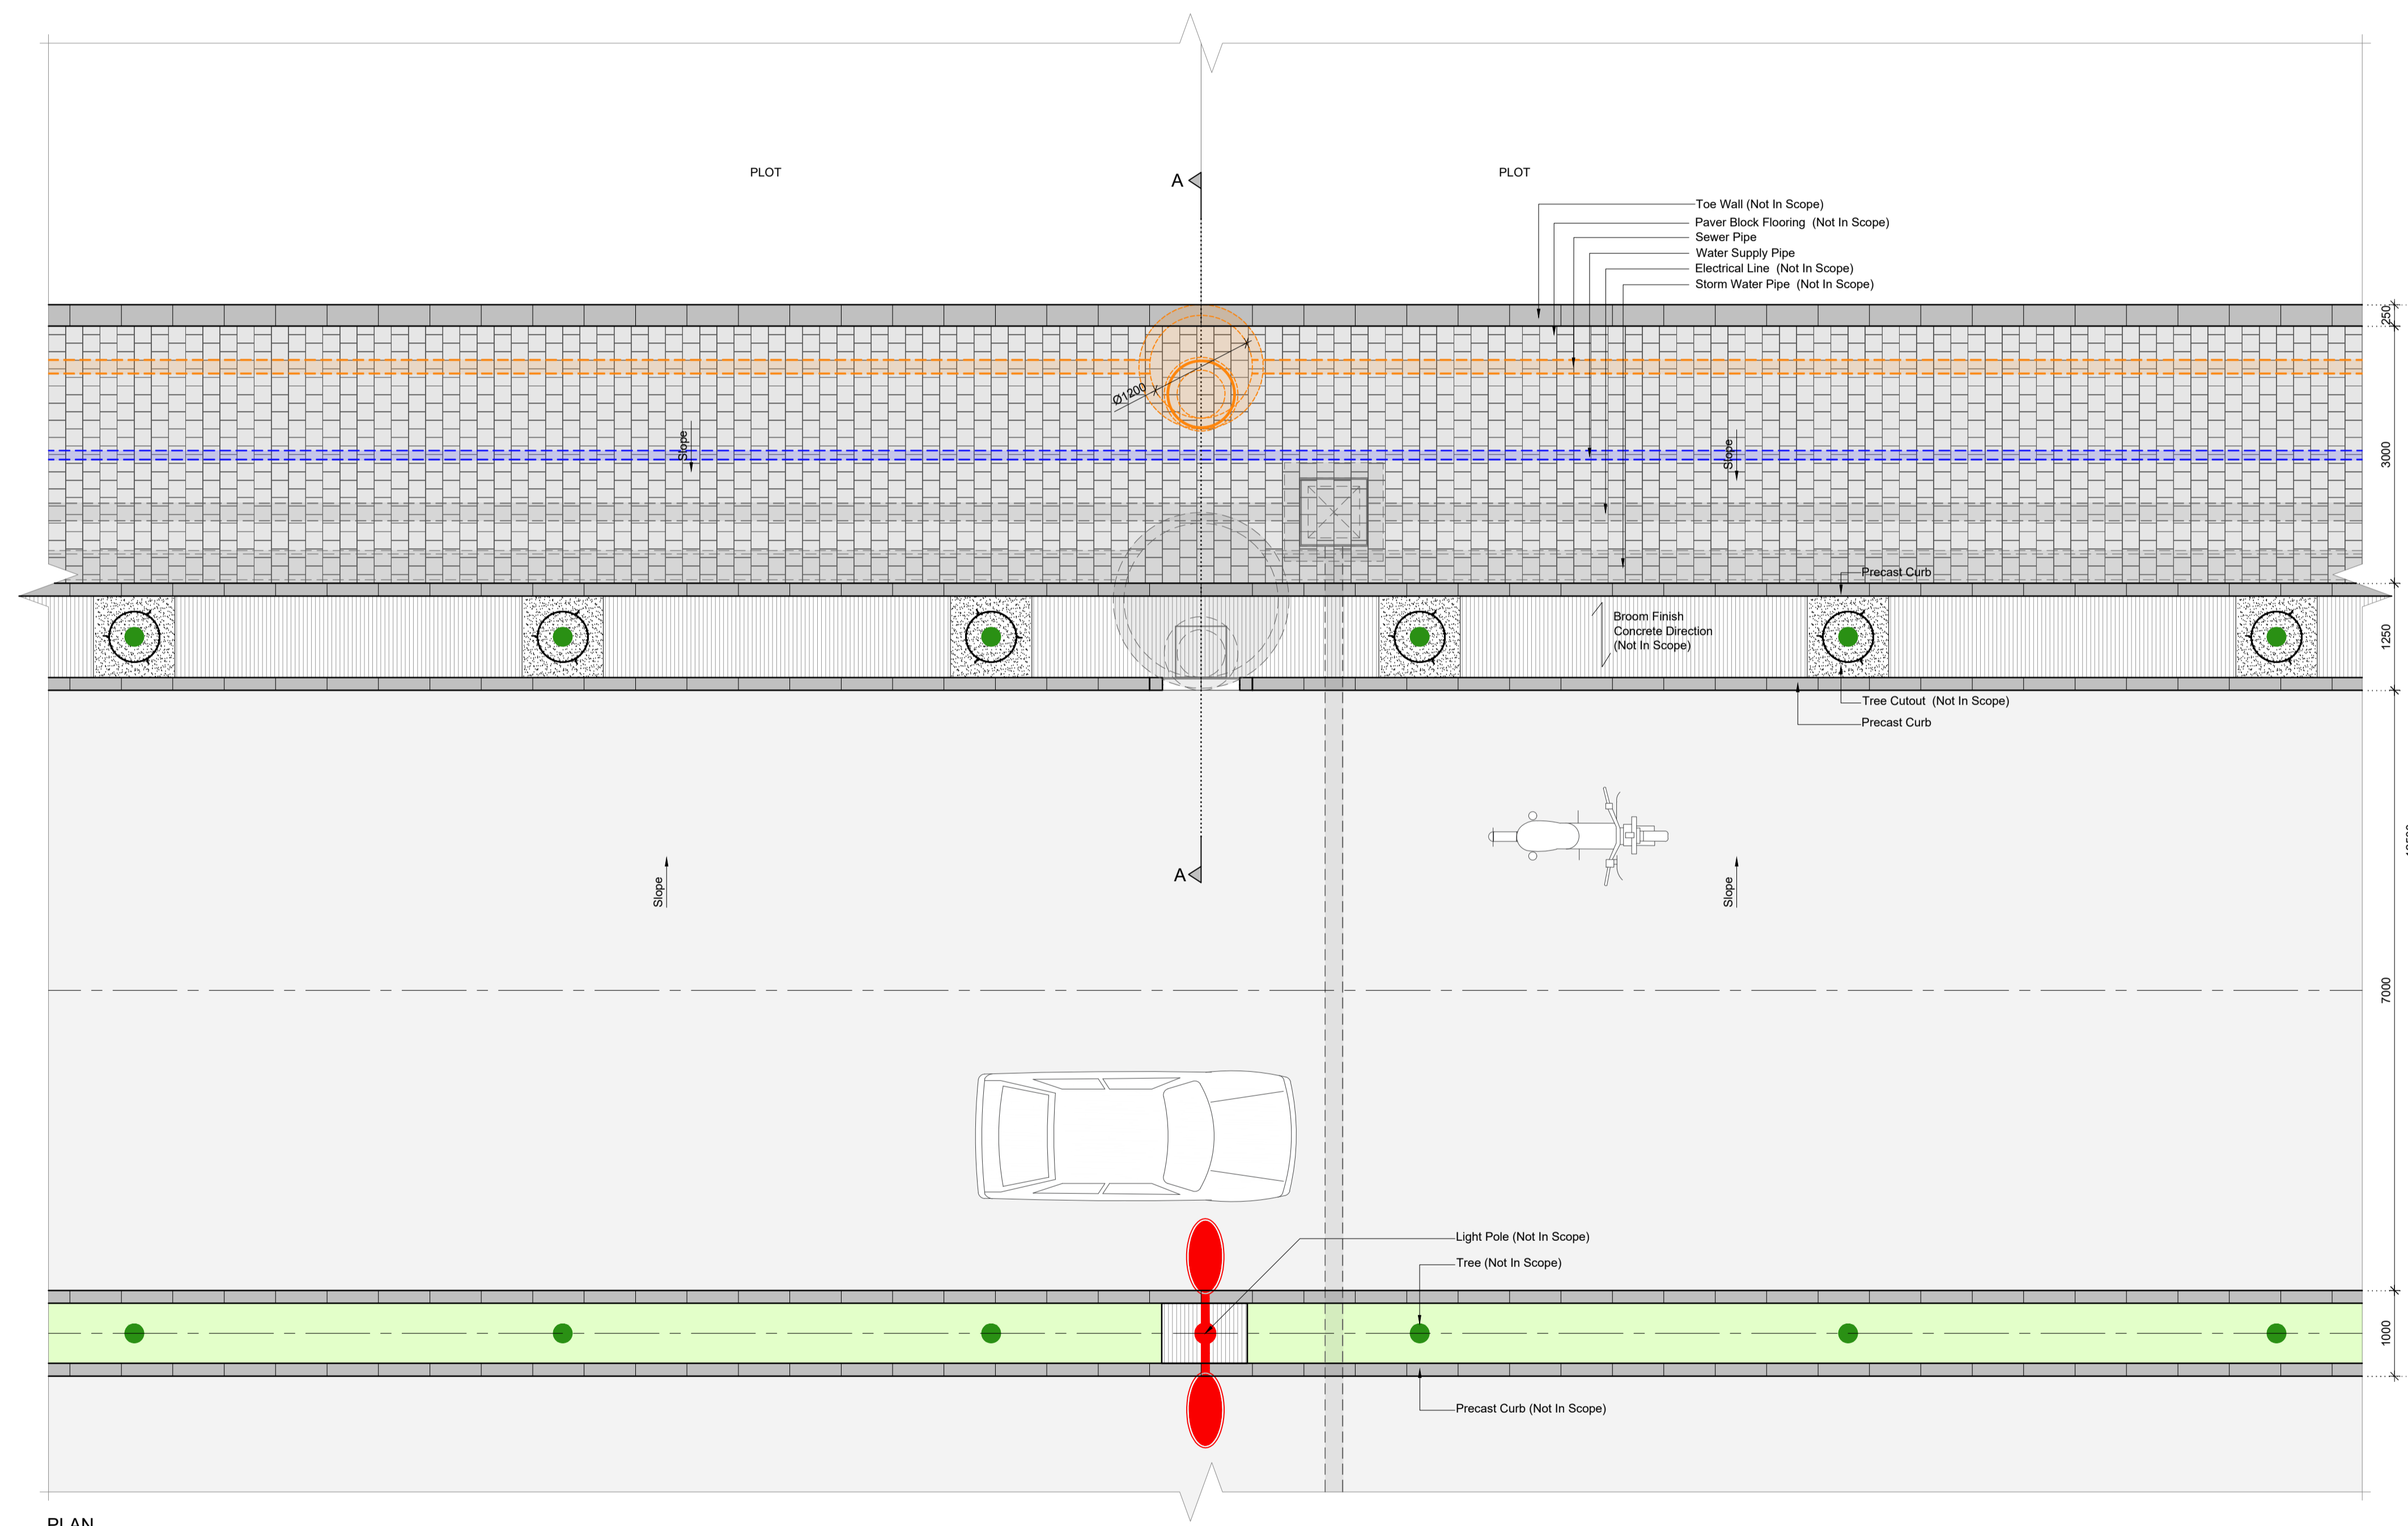 PLOT
PLOT
A
Toe Wall (Not In Scope)
Paver Block Flooring (Not In Scope)
Sewer Pipe
Water Supply Pipe
Electrical Line (Not In Scope)
Storm Water Pipe (Not In Scope)
250
Ø1200
Slope
Slope
3000
Precast Curb
Broom Finish
Concrete Direction
(Not In Scope)
1250
Tree Cutout (Not In Scope)
Precast Curb
A
Slope
Slope
7000
Light Pole (Not In Scope)
Tree (Not In Scope)
1000
Precast Curb (Not In Scope)
PLAN